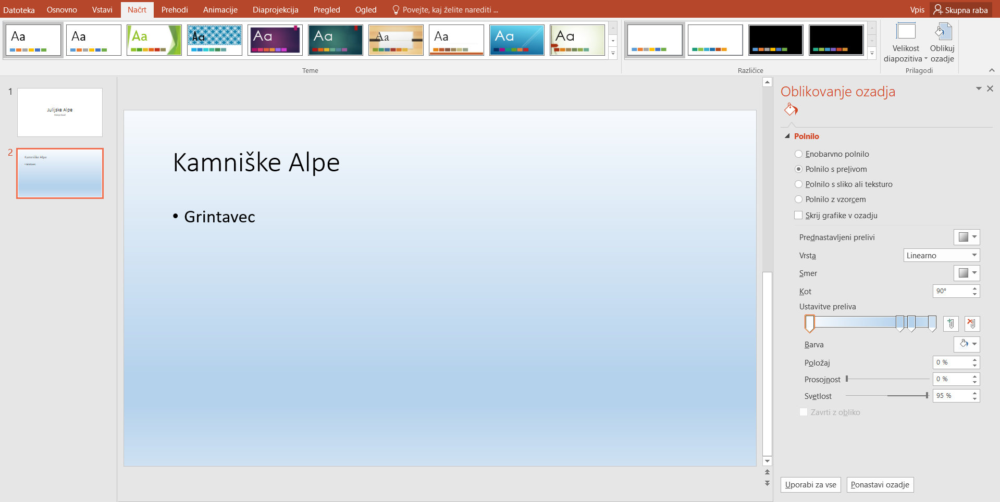 Datoteka Osnovno Vstavi Načrt Prehodi Animacije Diaprojekcija Pregled Ogled Povejte, kaj želite narediti ... Vpis Skupna raba
Aa Aa Aa Aa Aa Aa Aa Aa Aa Aa
Velikost diapozitiva
Oblikuj ozadje
Teme Različice Prilagodi
1
Julijske Alpe
2
Kamniške Alpe
• Grintavec
Kamniške Alpe
• Grintavec
Oblikovanje ozadja
Polnilo
Enobarvno polnilo
Polnilo s prelivom
Polnilo s sliko ali teksturo
Polnilo z vzorcem
Skrij grafike v ozadju
Prednastavljeni prelivi
Vrsta Linearno
Smer
Kot 90°
Ustavitve preliva
Barva
Položaj 0 %
Prosojnost 0 %
Svetlost 95 %
Zavrti z obliko
Uporabi za vse Ponastavi ozadje